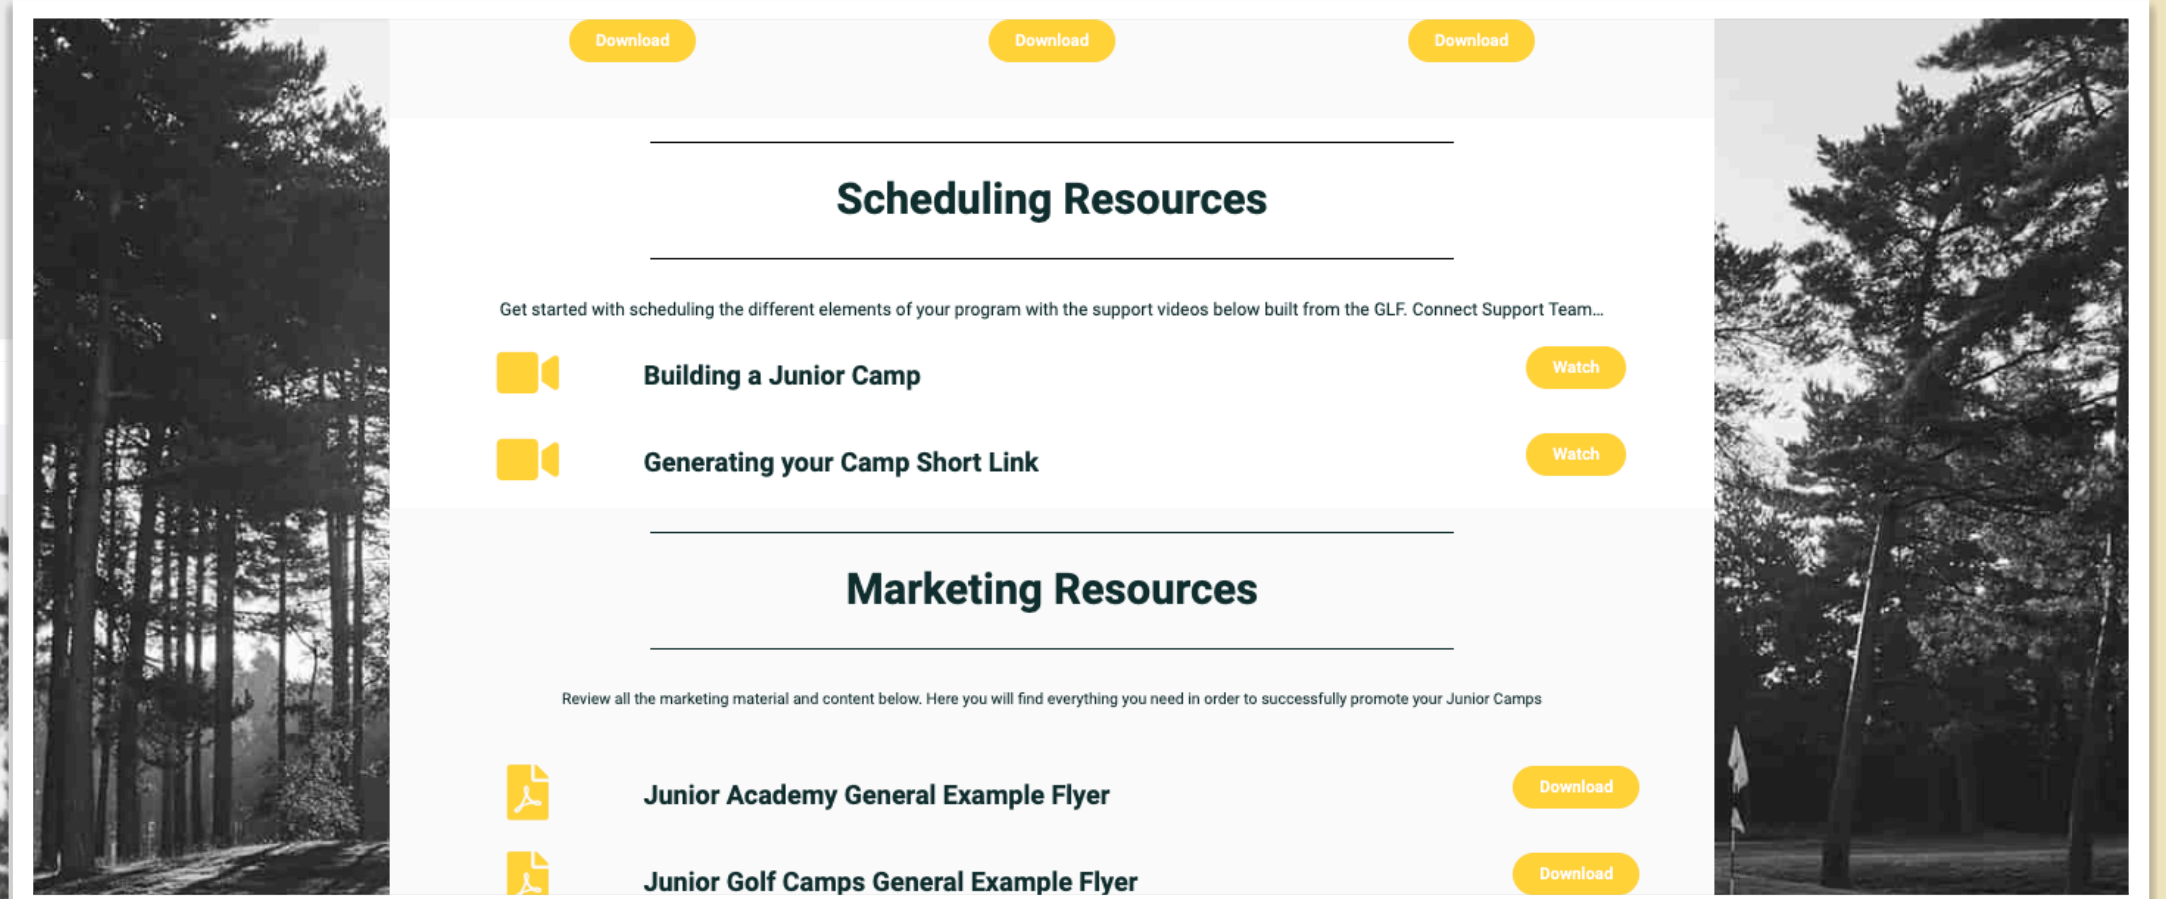 Download Download Download
Scheduling Resources
Get started with scheduling the different elements of your program with the support videos below built from the GLF. Connect Support Team...
Building a Junior Camp Watch
Generating your Camp Short Link Watch
Marketing Resources
Review all the marketing material and content below. Here you will find everything you need in order to successfully promote your Junior Camps
Junior Academy General Example Flyer Download
Junior Golf Camps General Example Flyer Download